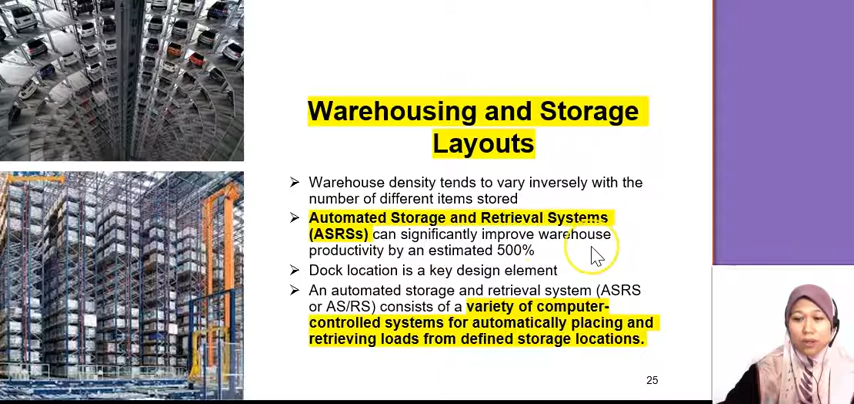 Warehousing and Storage
Layouts
➢ Warehouse density tends to vary inversely with the
number of different items stored
➢ Automated Storage and Retrieval Systems
(ASRSs) can significantly improve warehouse
productivity by an estimated 500%
➢ Dock location is a key design element
➢ An automated storage and retrieval system (ASRS
or AS/RS) consists of a variety of computer-
controlled systems for automatically placing and
retrieving loads from defined storage locations.
25